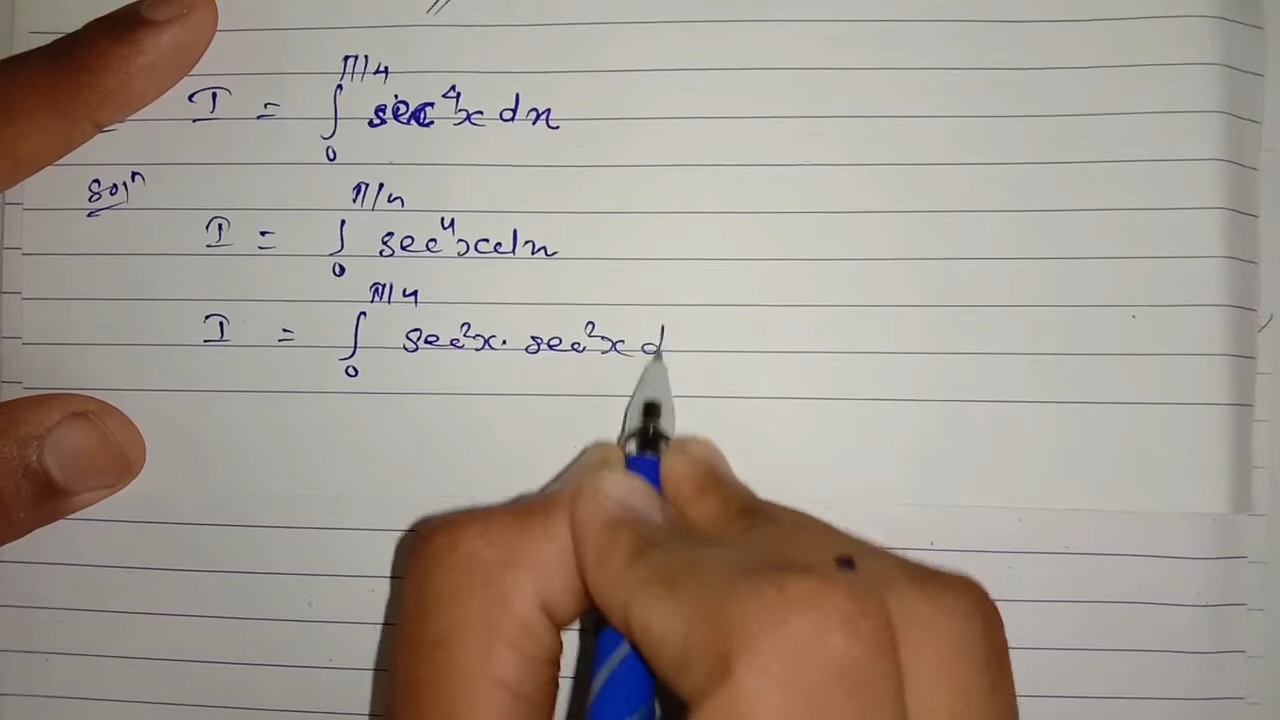 I = ∫₀^π/4 sec⁴x dx
Solⁿ
I = ∫₀^π/4 sec⁴x dx
I = ∫₀^π/4 sec²x · sec²x d